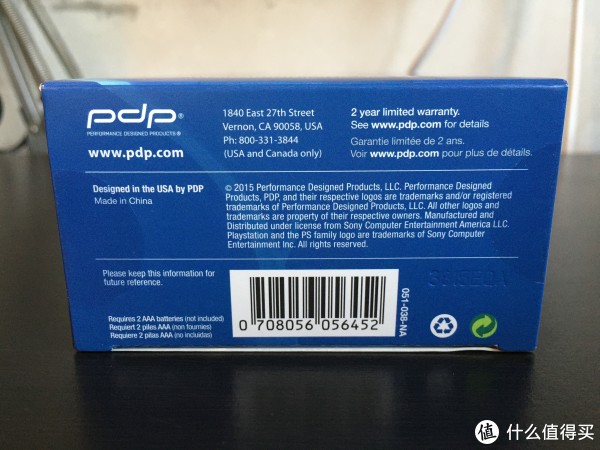 pdp®
PERFORMANCE DESIGNED PRODUCTS®
www.pdp.com
1840 East 27th Street
Vernon, CA 90058, USA
Ph: 800-331-3844
(USA and Canada only)
2 year limited warranty.
See www.pdp.com for details
Garantie limitée de 2 ans.
Voir www.pdp.com pour plus de détails.
Designed in the USA by PDP
Made in China
© 2015 Performance Designed Products, LLC. Performance Designed
Products, PDP, and their respective logos are trademarks and/or registered
trademarks of Performance Designed Products, LLC. All other logos and
trademarks are property of their respective owners. Manufactured and
Distributed under license from Sony Computer Entertainment America LLC.
Playstation and the PS family logo are trademarks of Sony Computer
Entertainment Inc. All rights reserved.
Please keep this information for
future reference.
Requires 2 AAA batteries (not included)
Requiert 2 piles AAA (non fournies)
Requiere 2 pilas AAA (no incluidas)
0 708056 056452
051-038-NA
值 什么值得买